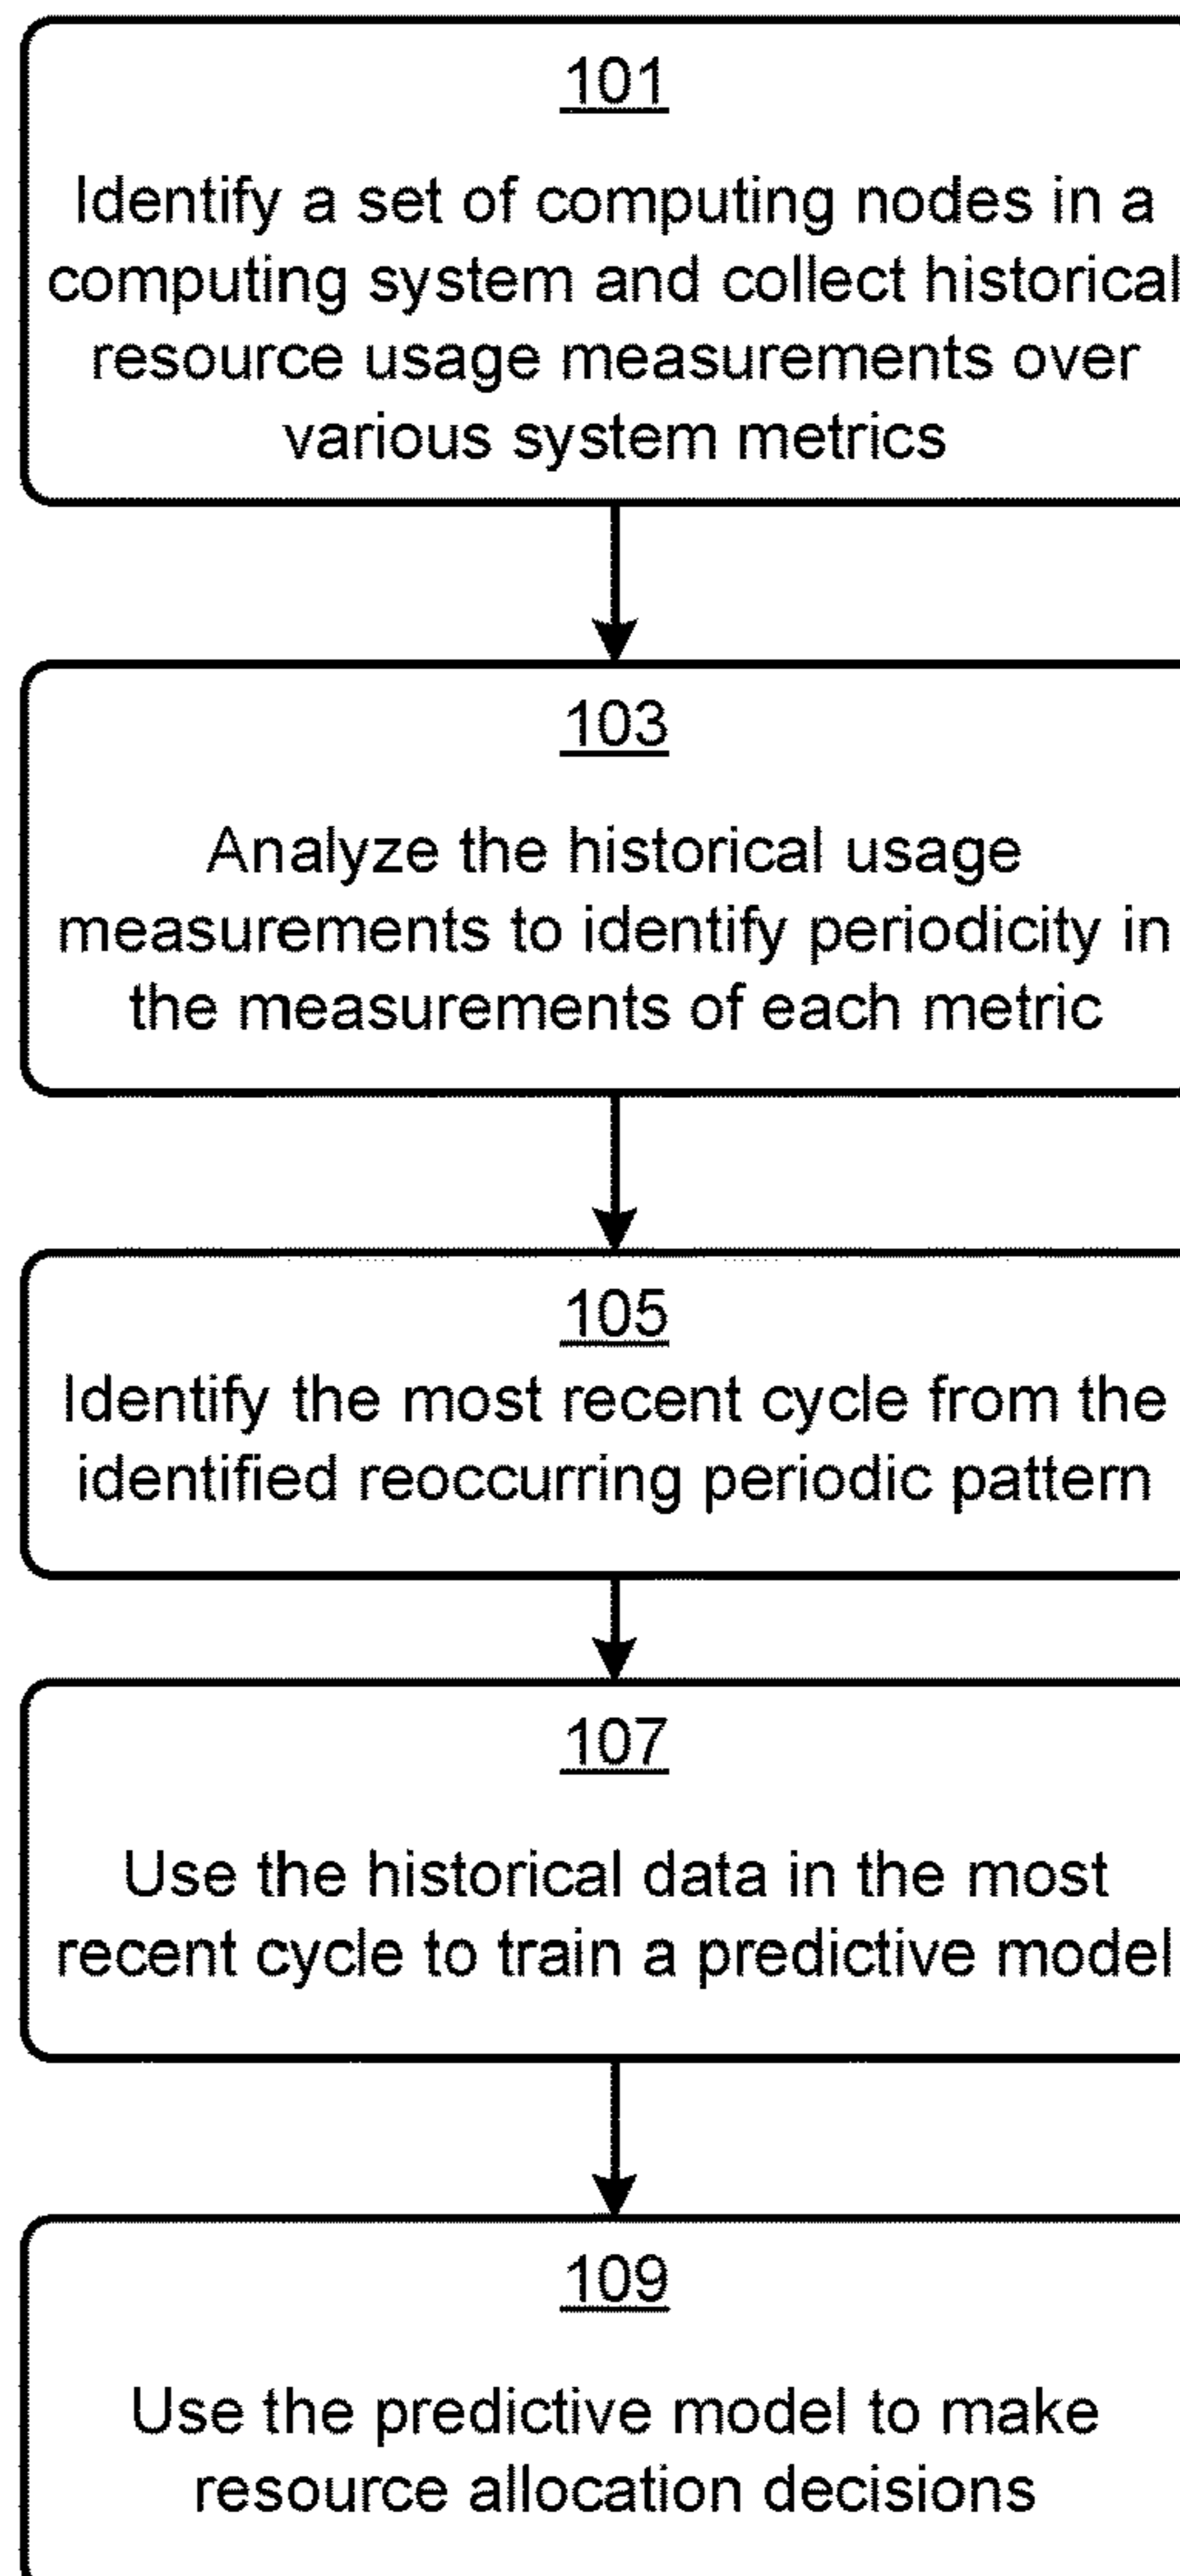 101
Identify a set of computing nodes in a
computing system and collect historical
resource usage measurements over
various system metrics
103
Analyze the historical usage
measurements to identify periodicity in
the measurements of each metric
105
Identify the most recent cycle from the
identified reoccurring periodic pattern
107
Use the historical data in the most
recent cycle to train a predictive model
109
Use the predictive model to make
resource allocation decisions